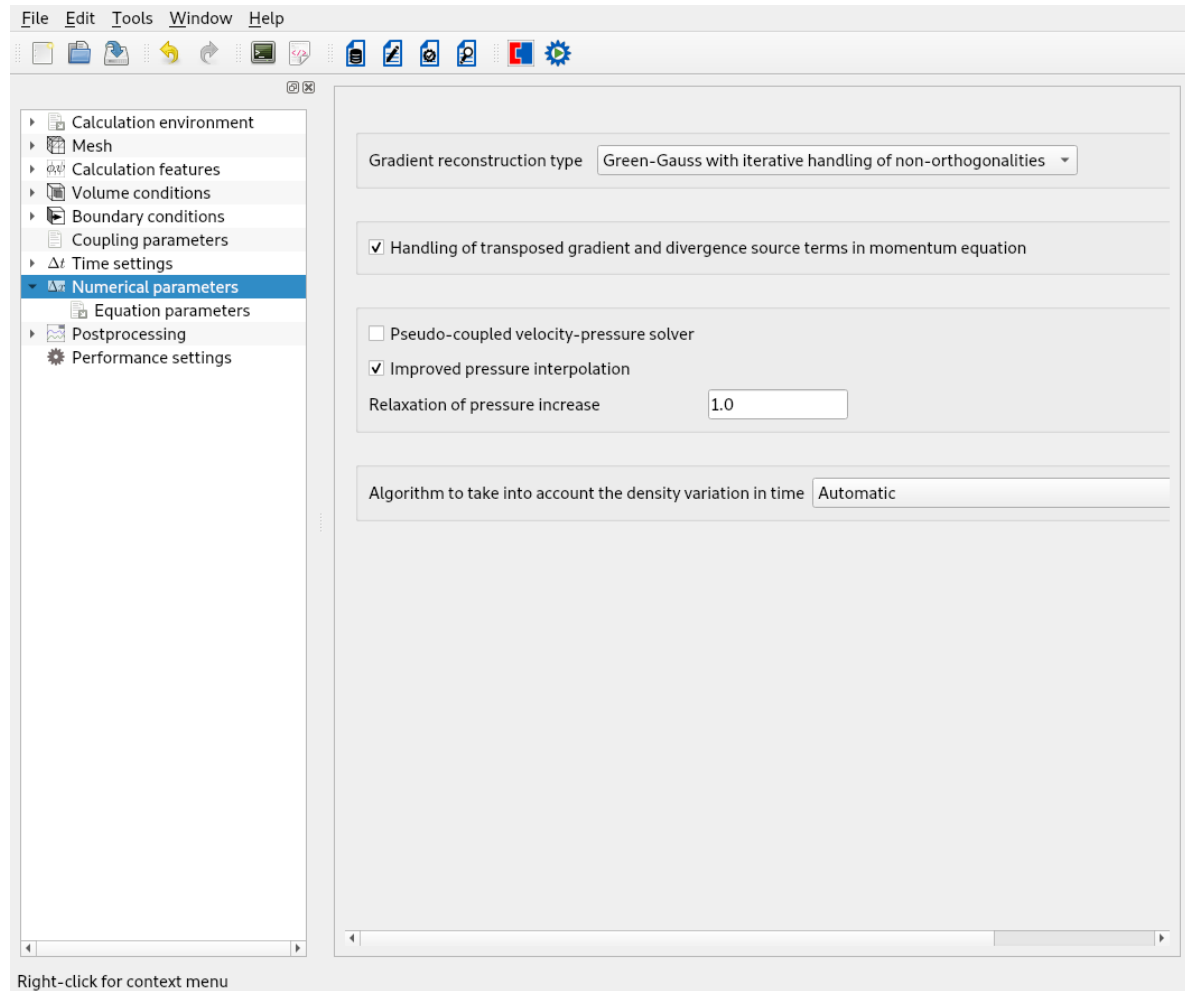 File Edit Tools Window Help
Calculation environment
Mesh
Calculation features
Volume conditions
Boundary conditions
Coupling parameters
Δt Time settings
Numerical parameters
Equation parameters
Postprocessing
Performance settings
Gradient reconstruction type Green-Gauss with iterative handling of non-orthogonalities
Handling of transposed gradient and divergence source terms in momentum equation
Pseudo-coupled velocity-pressure solver
Improved pressure interpolation
Relaxation of pressure increase 1.0
Algorithm to take into account the density variation in time Automatic
Right-click for context menu